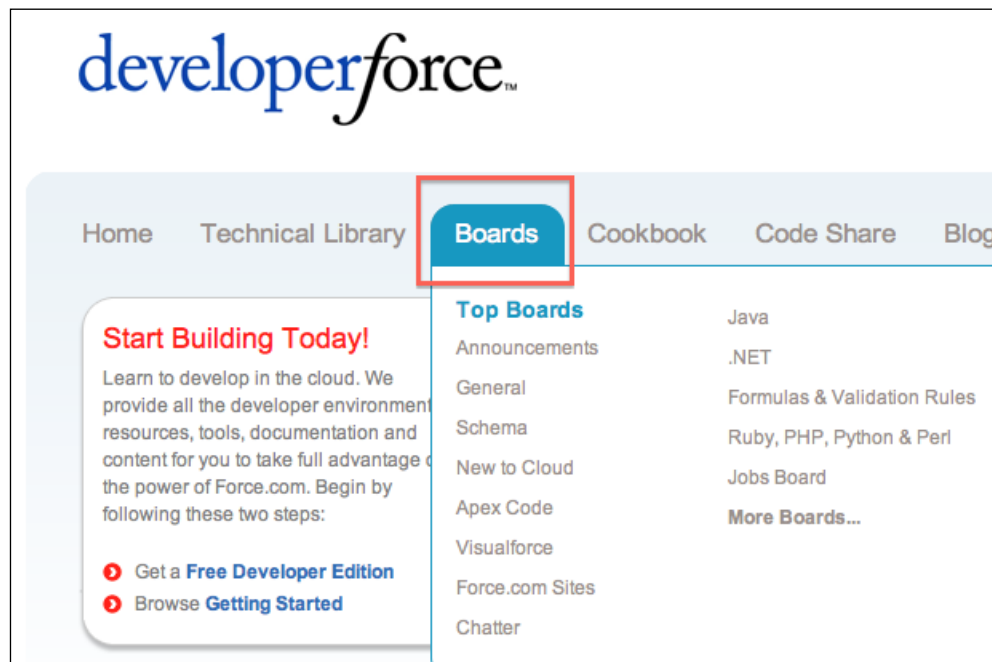 developerforce™
Home Technical Library Boards Cookbook Code Share Blog
Start Building Today!
Learn to develop in the cloud. We
provide all the developer environment
resources, tools, documentation and
content for you to take full advantage
the power of Force.com. Begin by
following these two steps:
Get a Free Developer Edition
Browse Getting Started
Top Boards
Announcements
General
Schema
New to Cloud
Apex Code
Visualforce
Force.com Sites
Chatter
Java
.NET
Formulas & Validation Rules
Ruby, PHP, Python & Perl
Jobs Board
More Boards...